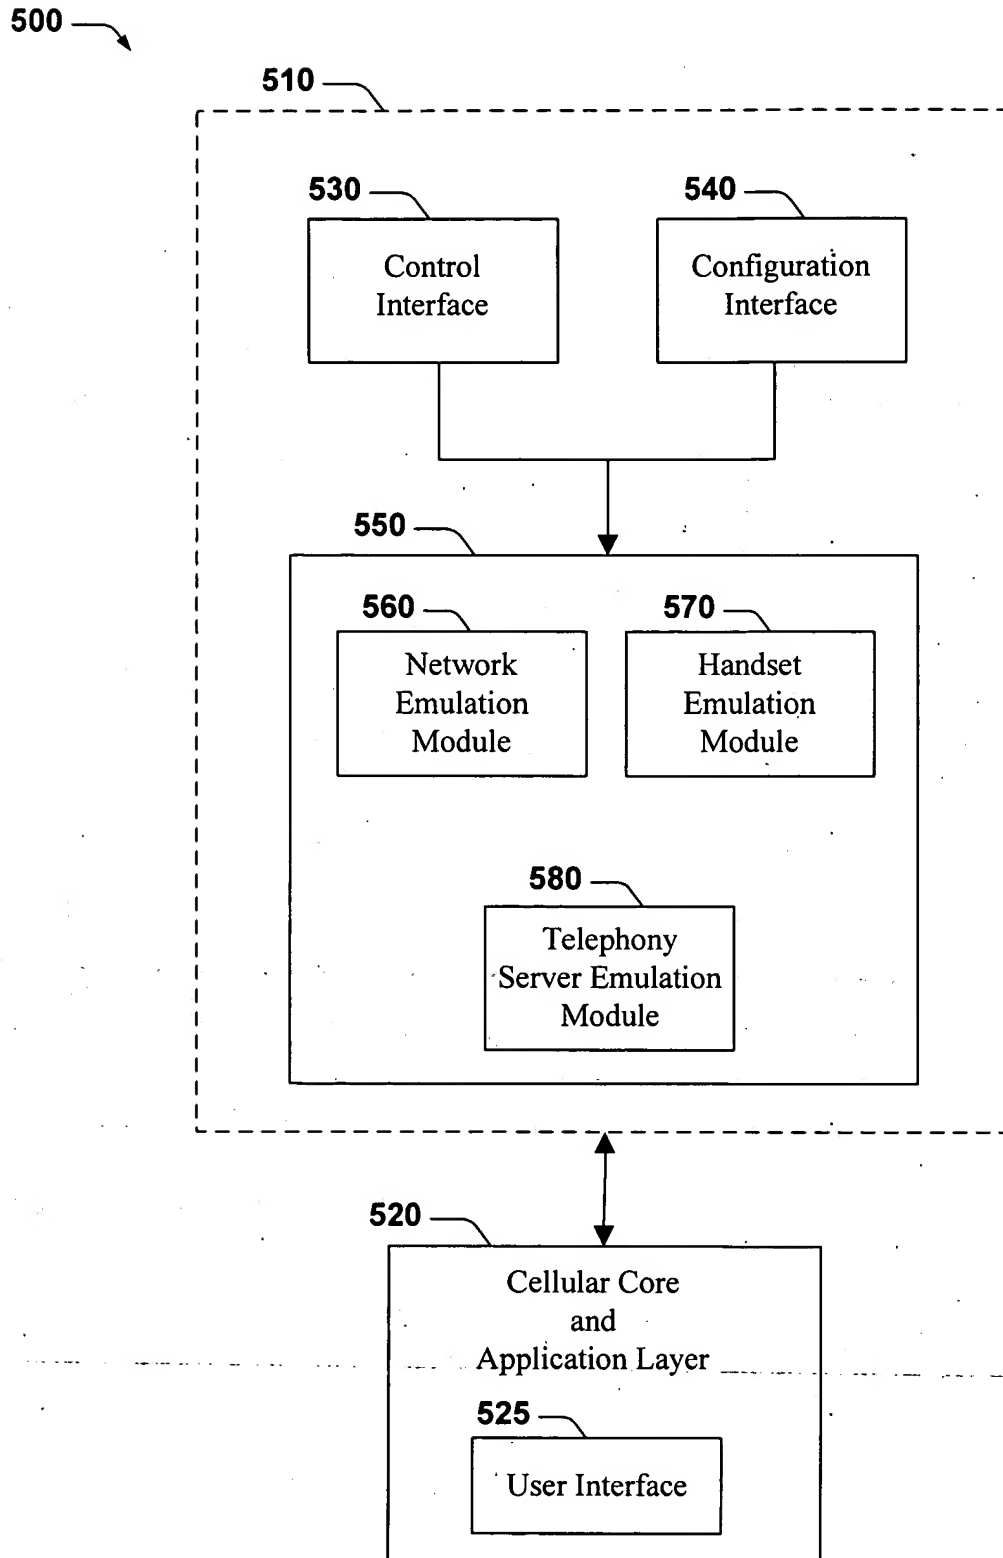 500
510
530
540
Control
Interface
Configuration
Interface
550
560
570
Network
Emulation
Module
Handset
Emulation
Module
580
Telephony
Server Emulation
Module
520
Cellular Core
and
Application Layer
525
User Interface